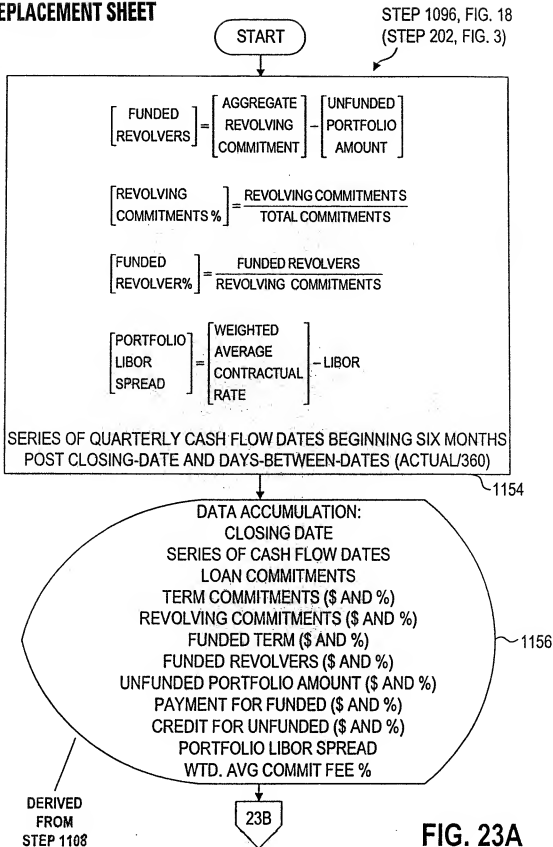 EPLACEMENT SHEET
STEP 1096, FIG. 18
(STEP 202, FIG. 3)
START
[FUNDED REVOLVERS] = [AGGREGATE REVOLVING COMMITMENT] - [UNFUNDED PORTFOLIO AMOUNT]
[REVOLVING COMMITMENTS %] = REVOLVING COMMITMENTS / TOTAL COMMITMENTS
[FUNDED REVOLVER%] = FUNDED REVOLVERS / REVOLVING COMMITMENTS
[PORTFOLIO LIBOR SPREAD] = [WEIGHTED AVERAGE CONTRACTUAL RATE] - LIBOR
SERIES OF QUARTERLY CASH FLOW DATES BEGINNING SIX MONTHS
POST CLOSING-DATE AND DAYS-BETWEEN-DATES (ACTUAL/360)
1154
DATA ACCUMULATION:
CLOSING DATE
SERIES OF CASH FLOW DATES
LOAN COMMITMENTS
TERM COMMITMENTS ($ AND %)
REVOLVING COMMITMENTS ($ AND %)
FUNDED TERM ($ AND %)
FUNDED REVOLVERS ($ AND %)
UNFUNDED PORTFOLIO AMOUNT ($ AND %)
PAYMENT FOR FUNDED ($ AND %)
CREDIT FOR UNFUNDED ($ AND %)
PORTFOLIO LIBOR SPREAD
WTD. AVG COMMIT FEE %
1156
DERIVED
FROM
STEP 1108
23B
FIG. 23A